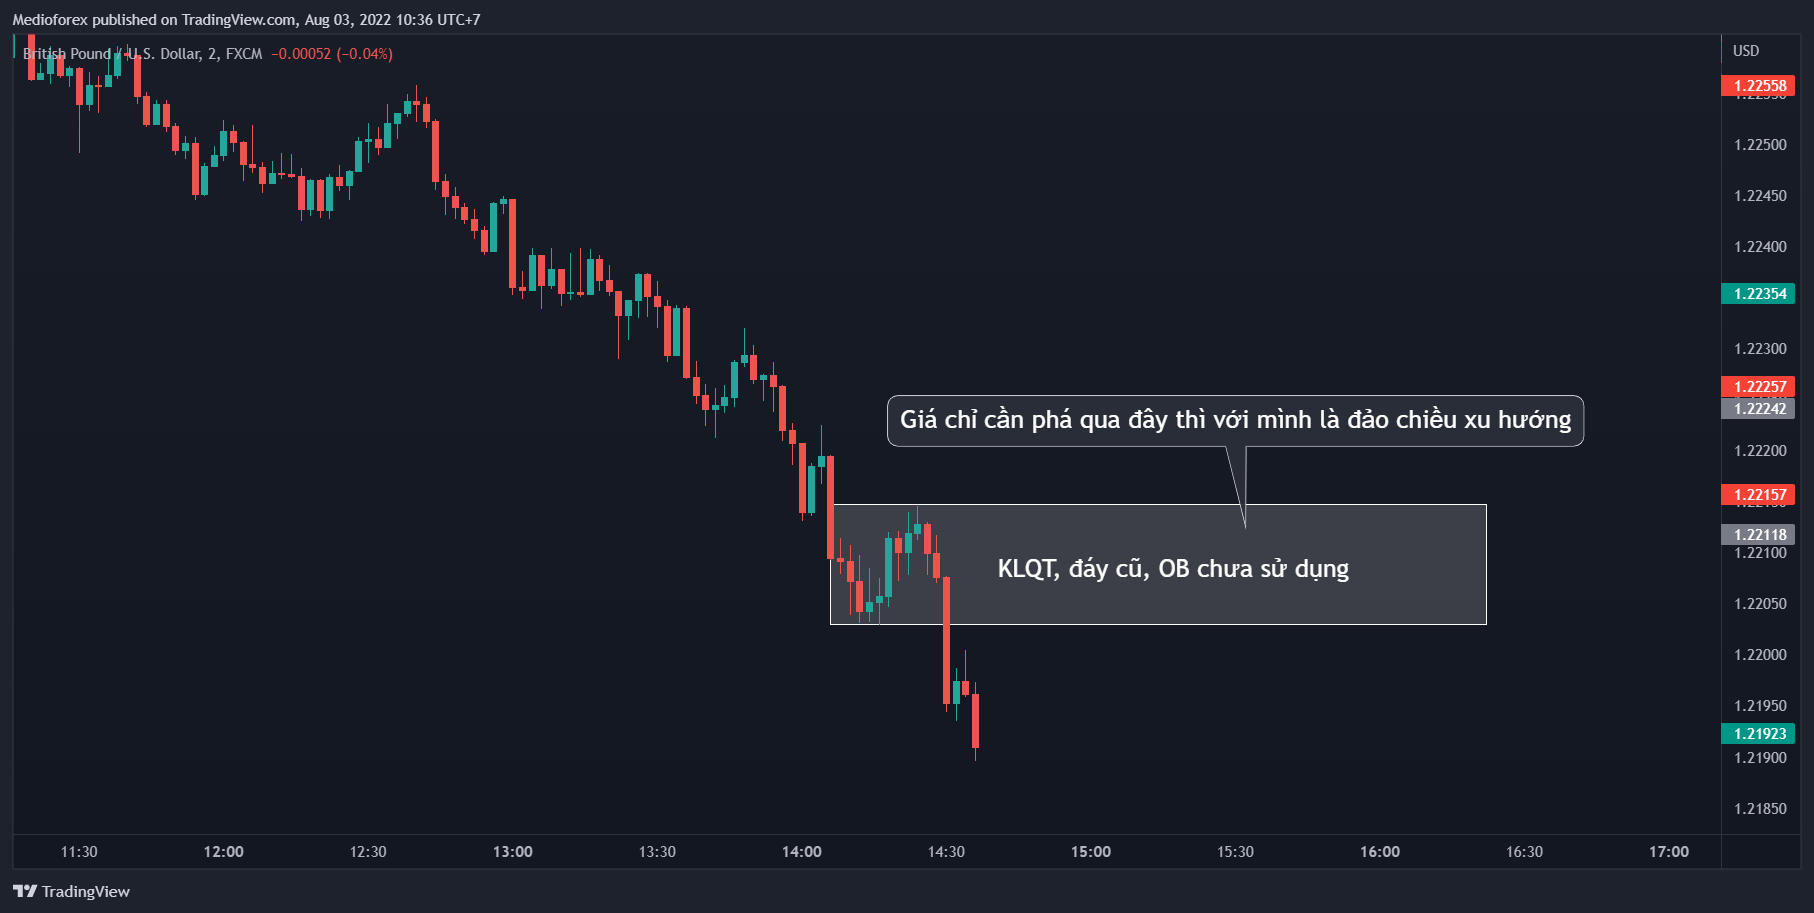 Medioforex published on TradingView.com, Aug 03, 2022 10:36 UTC+7
British Pound / U.S. Dollar, 2, FXCM −0.00052 (−0.04%)
USD
1.22558
1.22500
1.22450
1.22400
1.22354
1.22300
1.22257
1.22242
Giá chỉ cần phá qua đây thì với mình là đảo chiều xu hướng
1.22200
1.22157
1.22118
1.22100
KLQT, đáy cũ, OB chưa sử dụng
1.22050
1.22000
1.21950
1.21923
1.21900
1.21850
11:30 12:00 12:30 13:00 13:30 14:00 14:30 15:00 15:30 16:00 16:30 17:00
TradingView